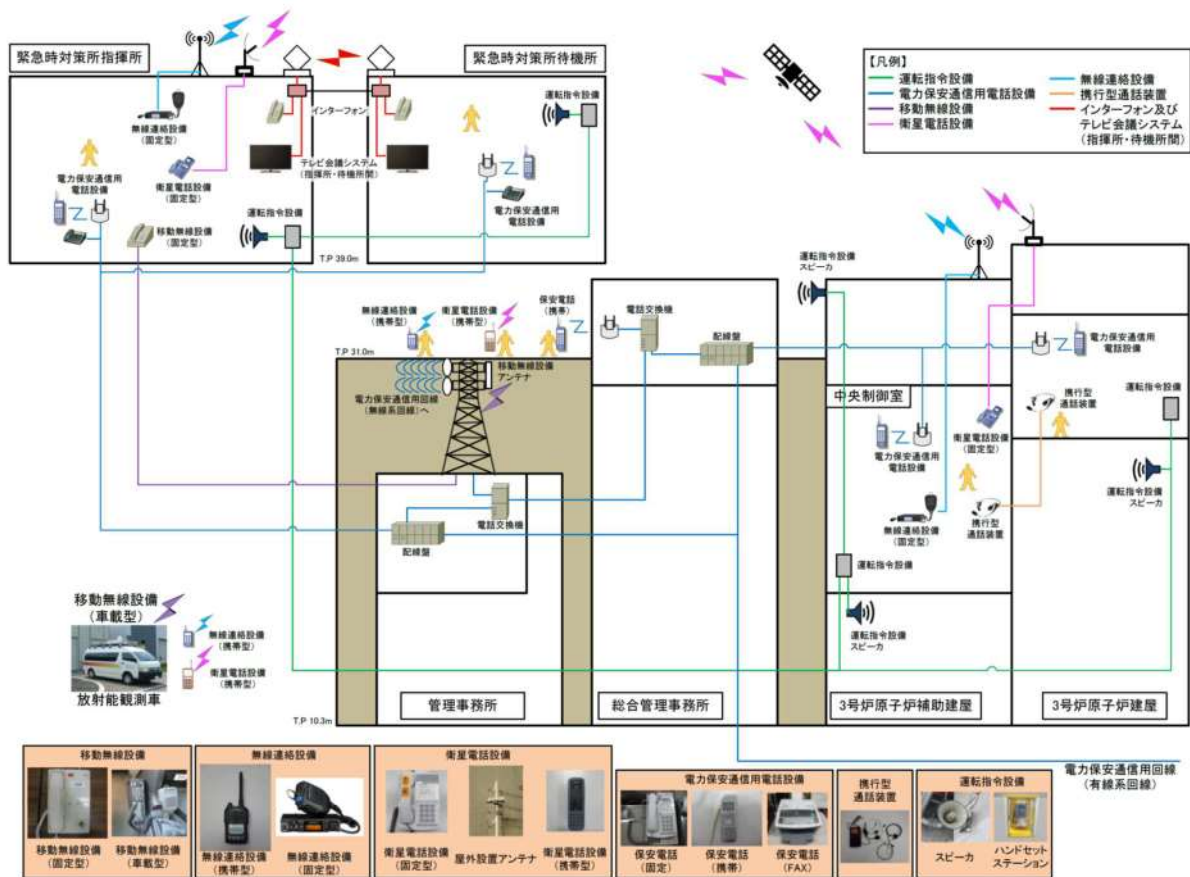 緊急時対策所指揮所
緊急時対策所待機所
【凡例】
運転指令設備
電力保安通信用電話設備
移動無線設備
衛星電話設備
無線連絡設備
携行型通話装置
インターフォン及び
テレビ会議システム
(指揮所・待機所間)
無線連絡設備
(固定型)
インターフォン
運転指令設備
テレビ会議システム
(指揮所・待機所間)
電力保安通信用
電話設備
衛星電話設備
(固定型)
移動無線設備
(固定型)
運転指令設備
電力保安通信用
電話設備
T.P 39.0m
運転指令設備
スピーカ
無線連絡設備
(携帯型)
衛星電話設備
(携帯型)
保安電話
(携帯)
電話交換機
配線盤
T.P 31.0m
移動無線設備
アンテナ
電力保安通信用回線
(無線系回線)へ
電力保安通信用
電話設備
中央制御室
携行型
通話装置
運転指令設備
衛星電話設備
(固定型)
電力保安通信用
電話設備
運転指令設備
スピーカ
無線連絡設備
(固定型)
携行型
通話装置
電話交換機
配線盤
運転指令設備
運転指令設備
スピーカ
移動無線設備
(車載型)
無線連絡設備
(携帯型)
衛星電話設備
(携帯型)
放射能観測車
T.P 10.3m
管理事務所
総合管理事務所
3号炉原子炉補助建屋
3号炉原子炉建屋
電力保安通信用回線
(有線系回線)
移動無線設備
移動無線設備
(固定型)
移動無線設備
(車載型)
無線連絡設備
無線連絡設備
(携帯型)
無線連絡設備
(固定型)
衛星電話設備
衛星電話設備
(固定型)
屋外設置アンテナ
衛星電話設備
(携帯型)
電力保安通信用電話設備
保安電話
(固定)
保安電話
(携帯)
保安電話
(FAX)
携行型
通話装置
運転指令設備
スピーカ
ハンドセット
ステーション